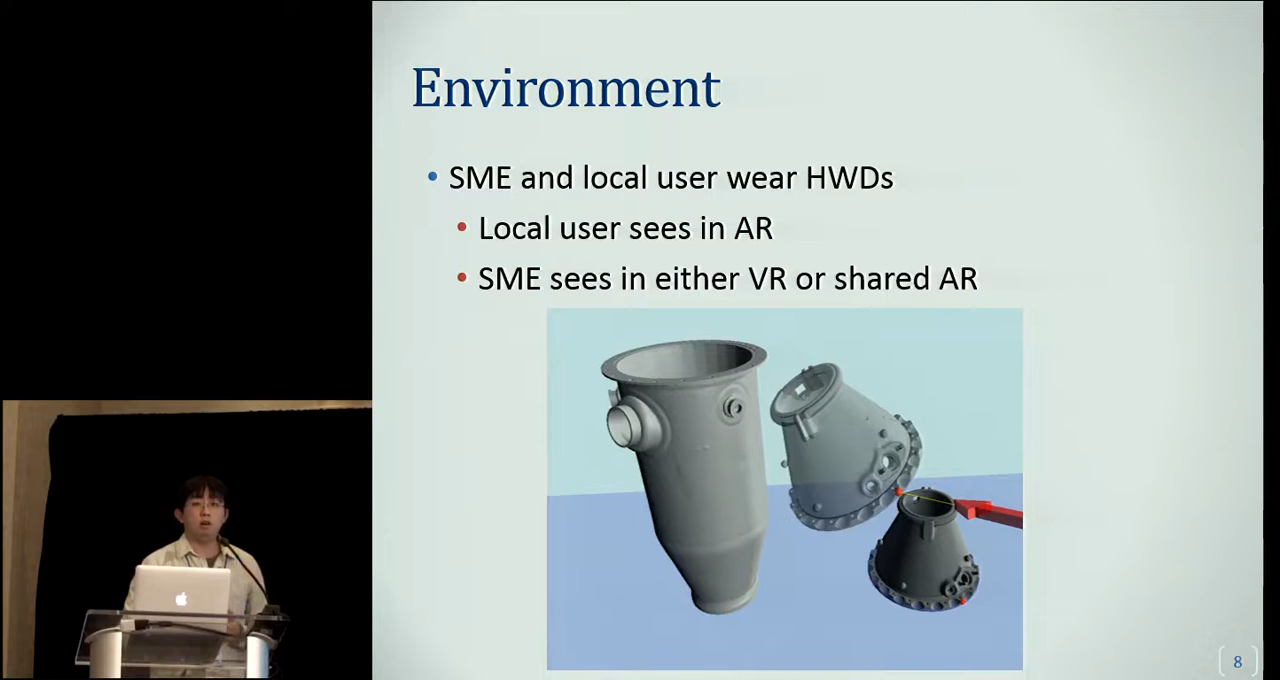 Environment
• SME and local user wear HWDs
• Local user sees in AR
• SME sees in either VR or shared AR
8